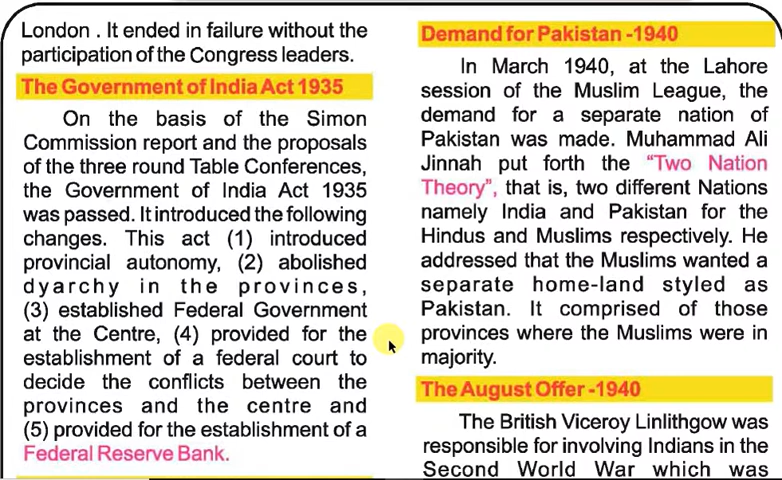 London . It ended in failure without the
participation of the Congress leaders.
The Government of India Act 1935
On the basis of the Simon
Commission report and the proposals
of the three round Table Conferences,
the Government of India Act 1935
was passed. It introduced the following
changes. This act (1) introduced
provincial autonomy, (2) abolished
dyarchy in the provinces,
(3) established Federal Government
at the Centre, (4) provided for the
establishment of a federal court to
decide the conflicts between the
provinces and the centre and
(5) provided for the establishment of a
Federal Reserve Bank.
Demand for Pakistan -1940
In March 1940, at the Lahore
session of the Muslim League, the
demand for a separate nation of
Pakistan was made. Muhammad Ali
Jinnah put forth the “Two Nation
Theory”, that is, two different Nations
namely India and Pakistan for the
Hindus and Muslims respectively. He
addressed that the Muslims wanted a
separate home-land styled as
Pakistan. It comprised of those
provinces where the Muslims were in
majority.
The August Offer -1940
The British Viceroy Linlithgow was
responsible for involving Indians in the
Second World War which was